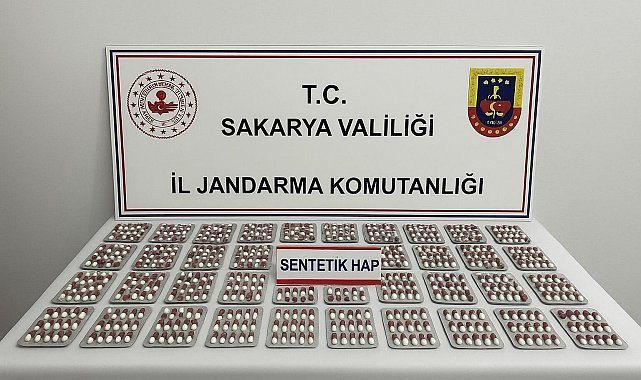 T.C.
SAKARYA VALİLİĞİ
İL JANDARMA KOMUTANLIĞI
SENTETİK HAP